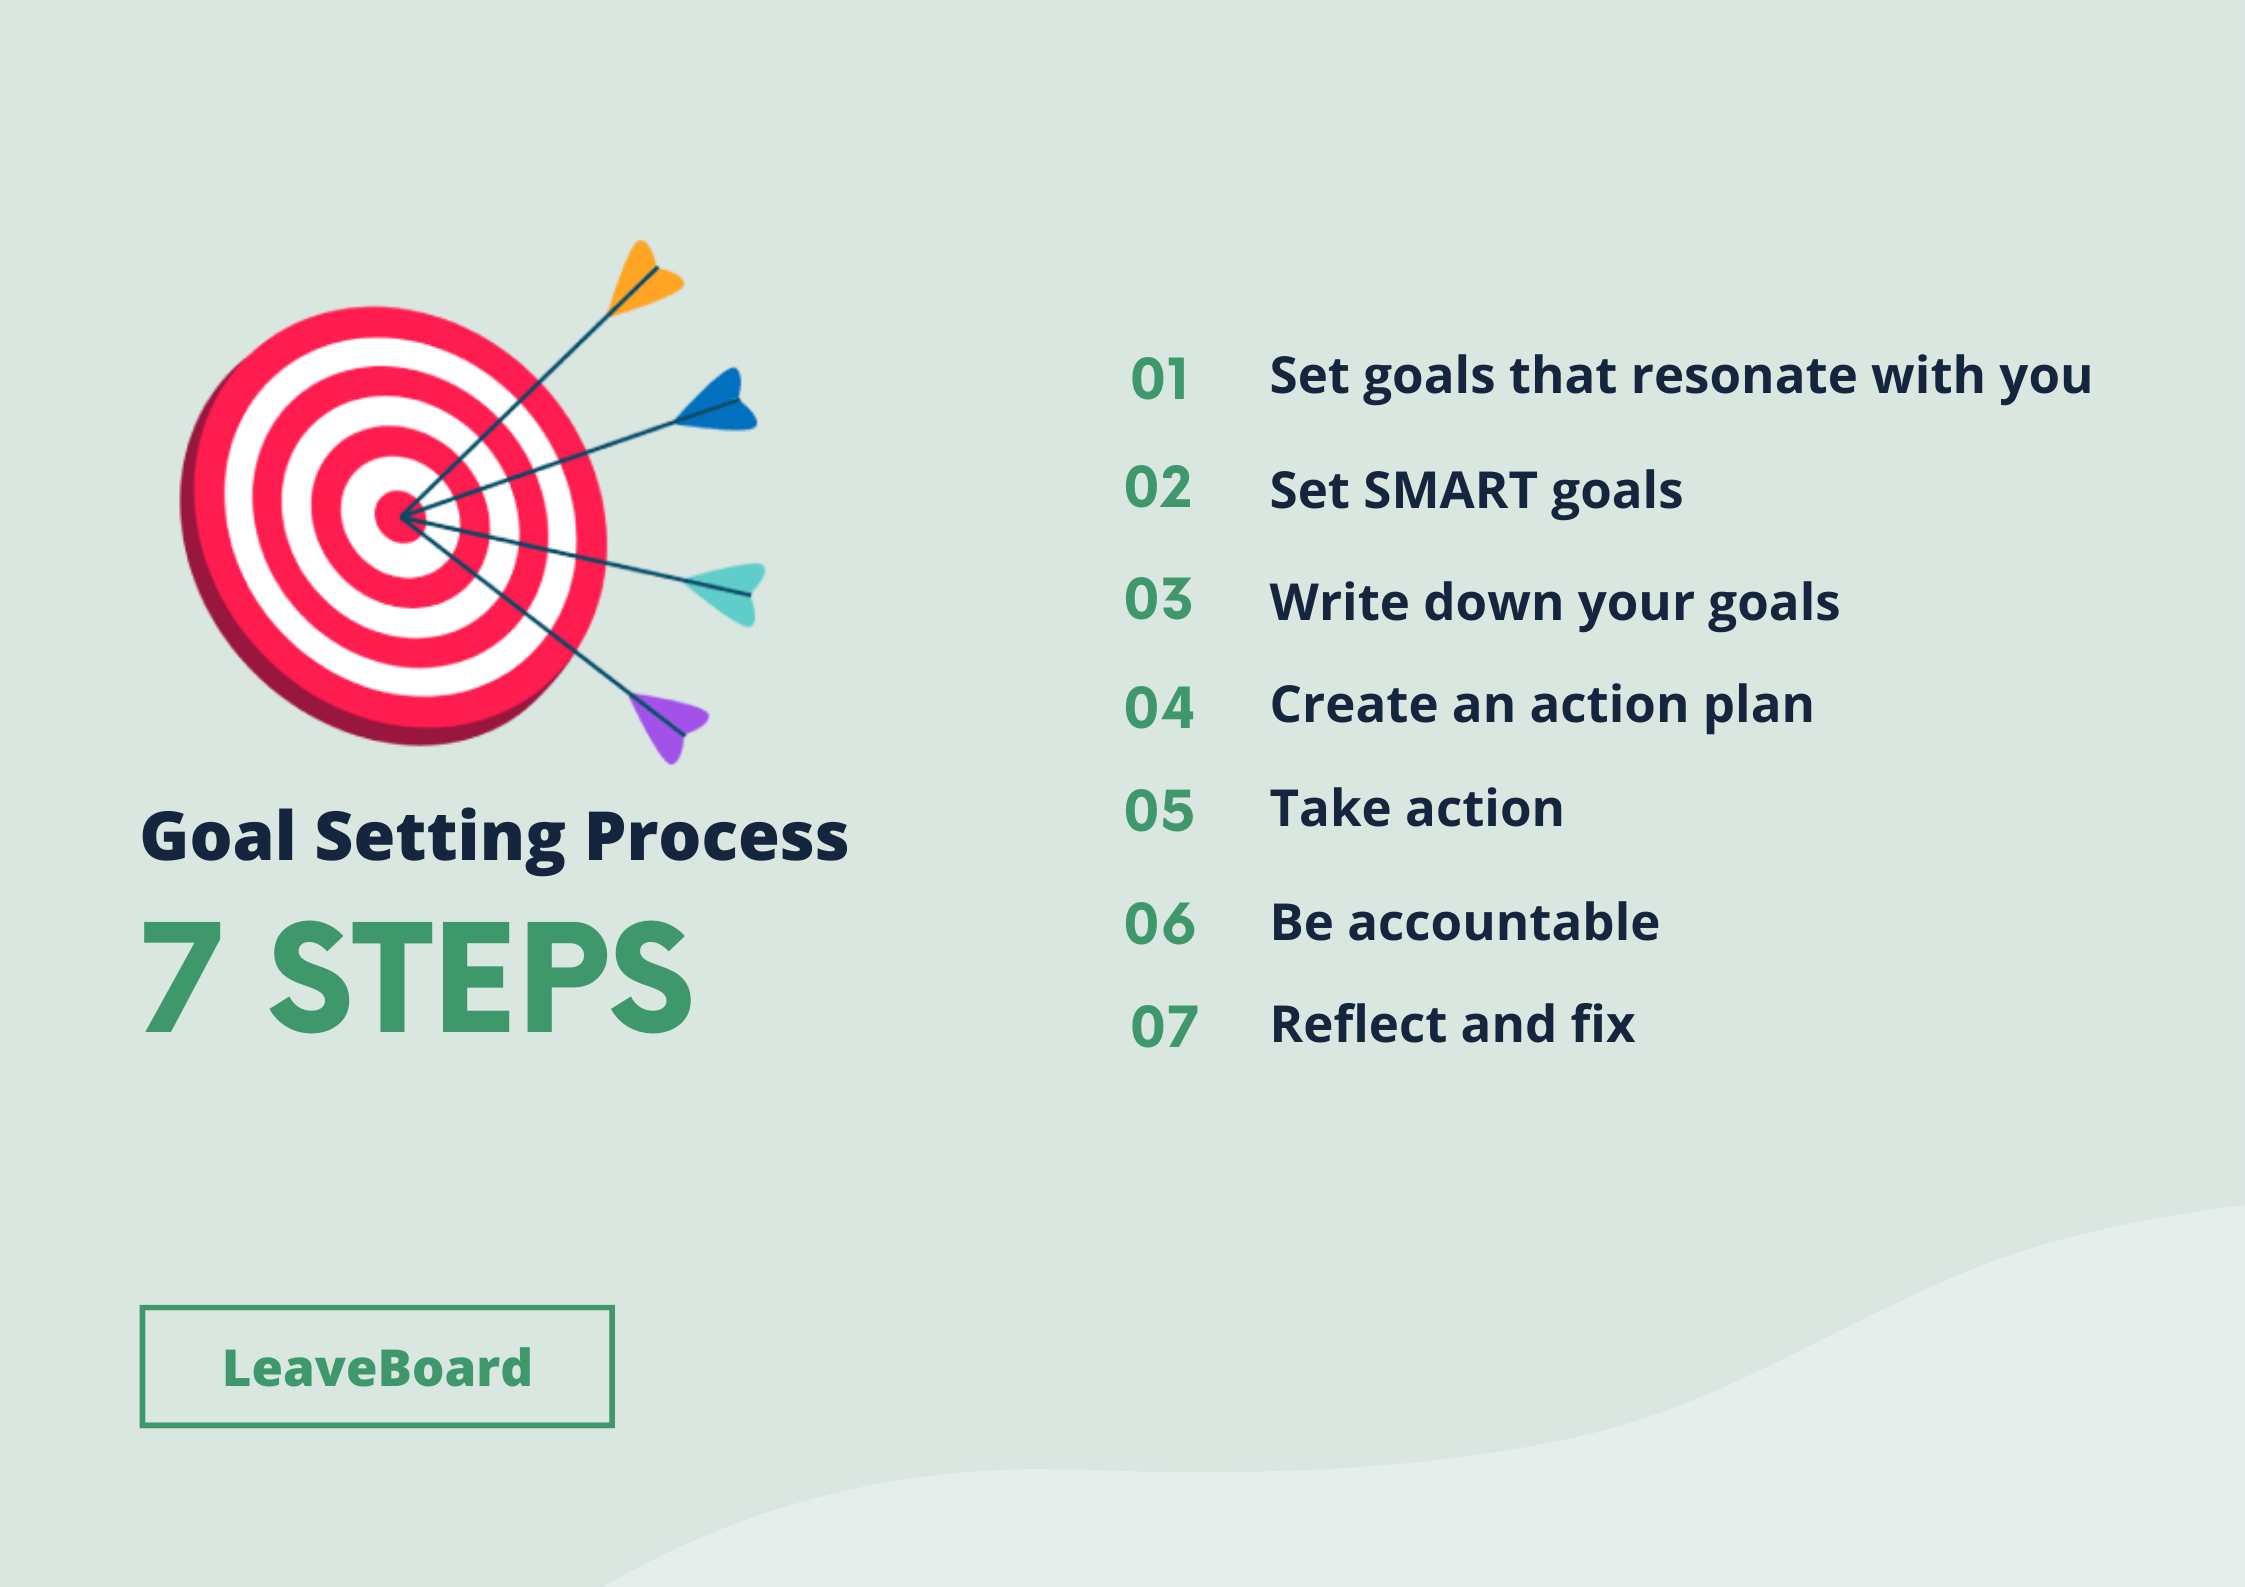 Goal Setting Process
7 STEPS
01 Set goals that resonate with you
02 Set SMART goals
03 Write down your goals
04 Create an action plan
05 Take action
06 Be accountable
07 Reflect and fix
LeaveBoard